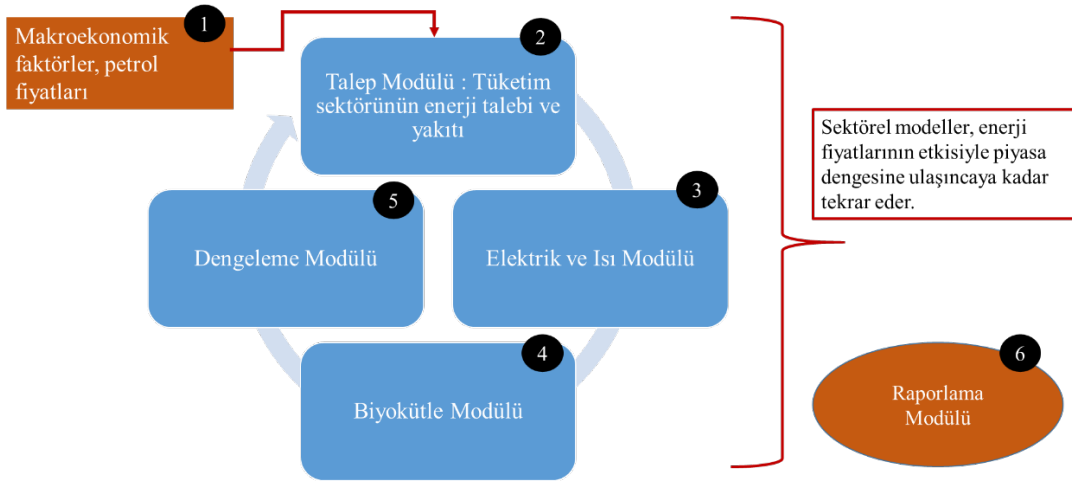 1
Makroekonomik
faktörler, petrol
fiyatları
2
Talep Modülü : Tüketim
sektörünün enerji talebi ve
yakıtı
3
Elektrik ve Isı Modülü
4
Biyokütle Modülü
5
Dengeleme Modülü
Sektörel modeller, enerji
fiyatlarının etkisiyle piyasa
dengesine ulaşıncaya kadar
tekrar eder.
6
Raporlama
Modülü